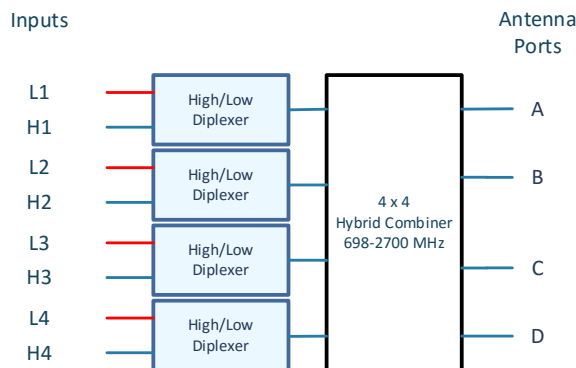 Inputs
Antenna
Ports
L1
H1
High/Low
Diplexer
A
L2
H2
High/Low
Diplexer
B
4 x 4
Hybrid Combiner
698-2700 MHz
L3
H3
High/Low
Diplexer
C
L4
H4
High/Low
Diplexer
D